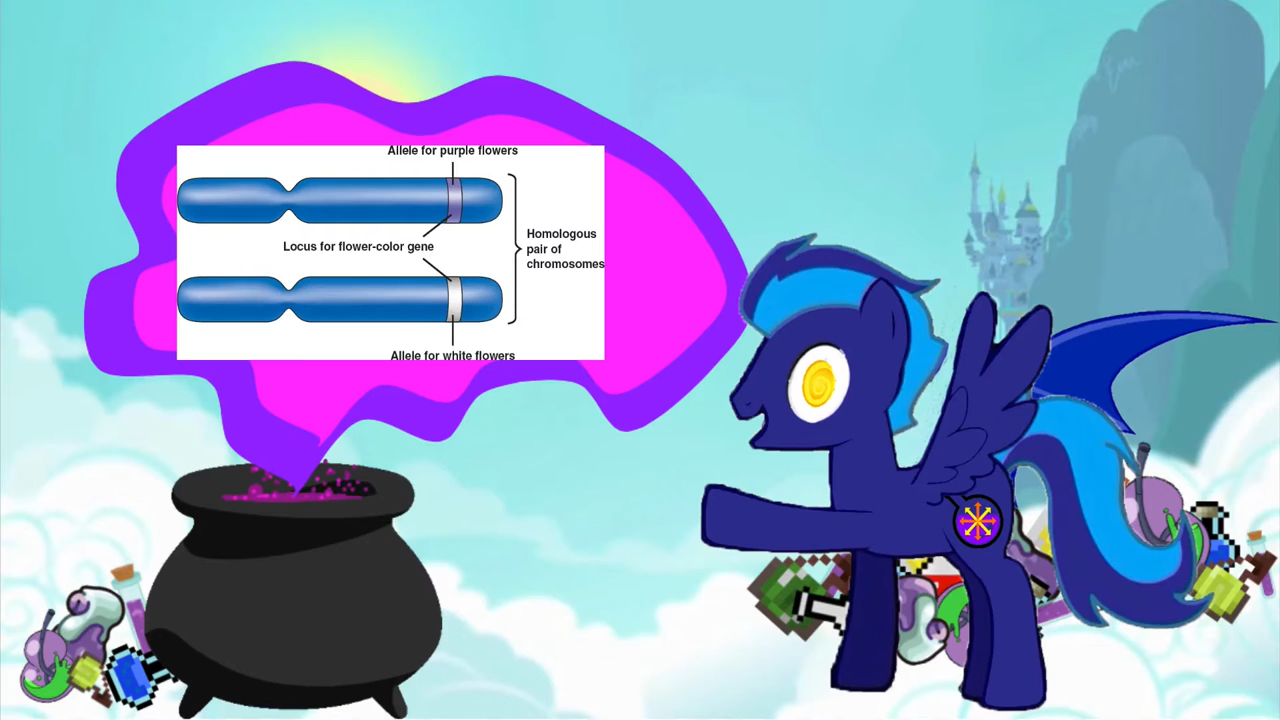 Allele for purple flowers
Locus for flower-color gene
Homologous
pair of
chromosomes
Allele for white flowers